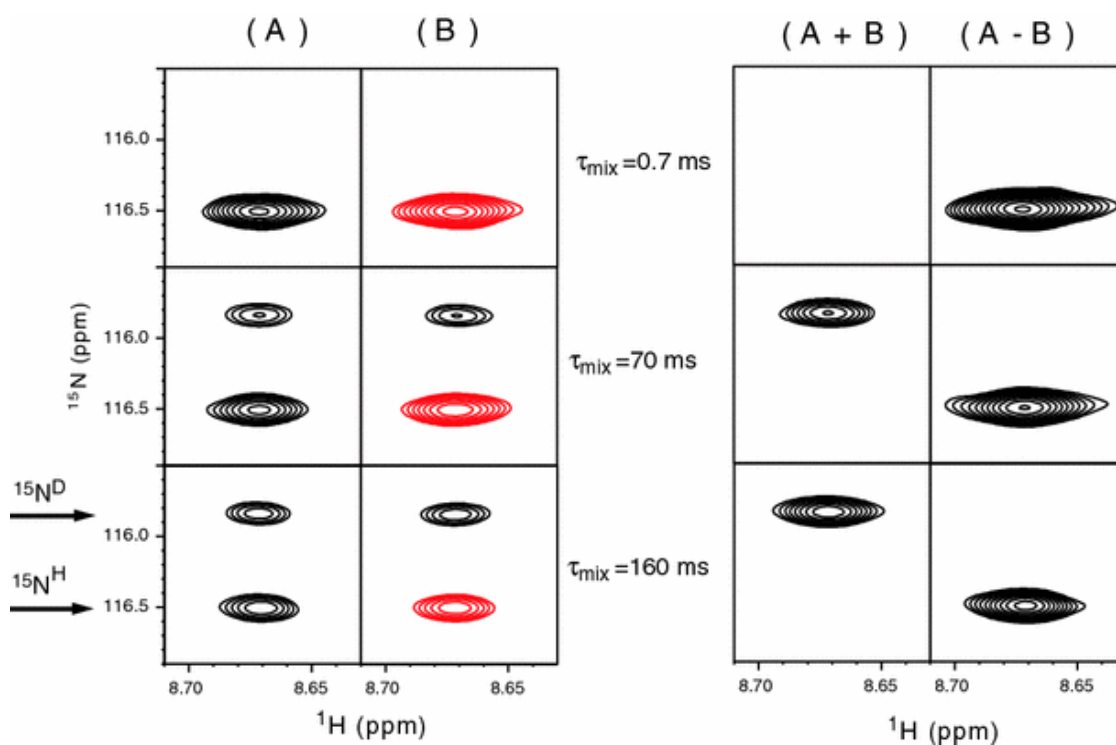 ( A ) ( B ) ( A + B ) ( A - B )
116.0
116.5
τmix=0.7 ms
116.0
116.5
τmix=70 ms
15N (ppm)
15ND
116.0
15NH
116.5
τmix=160 ms
8.70 8.65 8.70 8.65 8.70 8.65 8.70 8.65
1H (ppm) 1H (ppm)